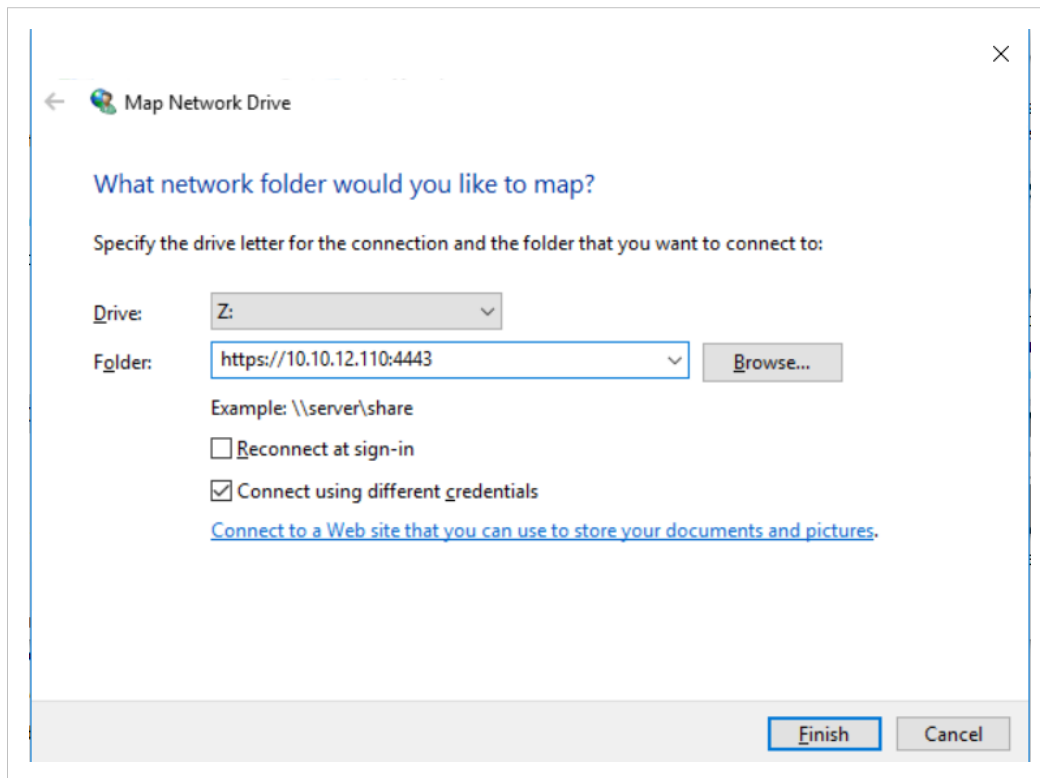 Map Network Drive
What network folder would you like to map?
Specify the drive letter for the connection and the folder that you want to connect to:
Drive: Z:
Folder: https://10.10.12.110:4443 Browse...
Example: \\server\share
Reconnect at sign-in
Connect using different credentials
Connect to a Web site that you can use to store your documents and pictures.
Finish Cancel